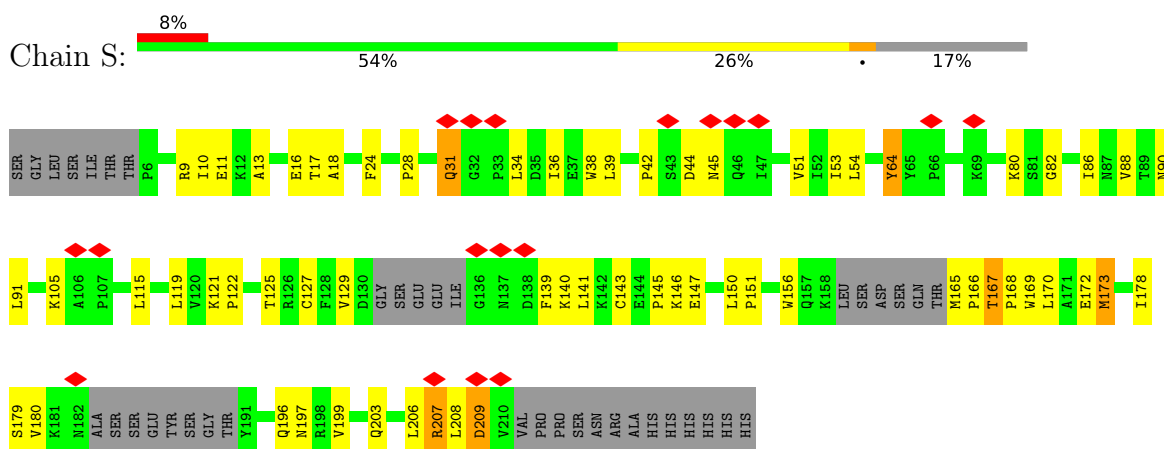 8%
Chain S:
54% 26% • 17%
SER GLY LEU SER ILE THR THR P6 R9 I10 E11 K12 A13 E16 T17 A18 F24 P28 Q31 G32 P33 L34 D35 I36 E37 W38 L39 P42 S43 D44 N45 Q46 I47 V51 I52 I53 L54 Y64 Y65 P66 K69 K80 S81 G82 I86 N87 V88 T89 N90
L91 K105 A106 P107 L115 L119 V120 K121 P122 T125 R126 C127 F128 V129 D130 GLY SER GLU GLU ILE G136 N137 D138 F139 K140 L141 K142 C143 E144 P145 K146 E147 L150 P151 W156 Q157 K158 LEU SER ASP SER GLN THR M165 P166 T167 P168 W169 L170 A171 E172 M173 I178
S179 V180 K181 N182 ALA SER SER GLU TYR SER GLY THR Y191 Q196 N197 R198 V199 Q203 L206 R207 L208 D209 V210 VAL PRO PRO SER ASN ARG ALA HIS HIS HIS HIS HIS HIS